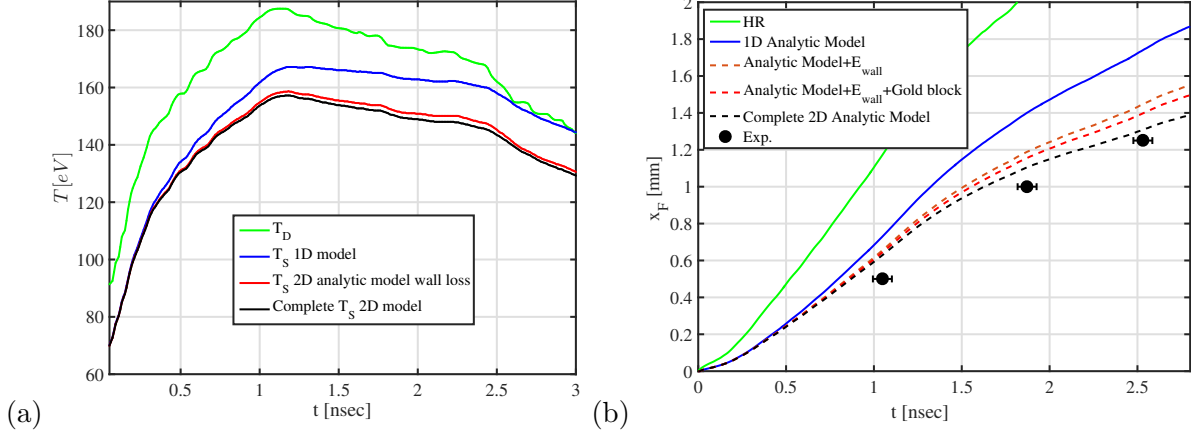 180
160
140
120
100
80
60
T [eV]
0.5
1
1.5
2
2.5
3
t [nsec]
T_D
T_S 1D model
T_S 2D analytic model wall loss
Complete T_S 2D model
(a)
2
1.8
1.6
1.4
1.2
1
0.8
0.6
0.4
0.2
0
x_F [mm]
0
0.5
1
1.5
2
2.5
t [nsec]
HR
1D Analytic Model
Analytic Model+E_wall
Analytic Model+E_wall+Gold block
Complete 2D Analytic Model
Exp.
(b)